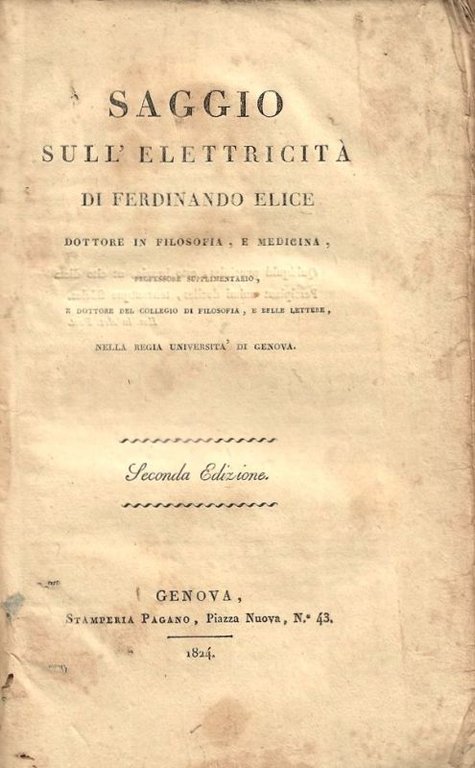 SAGGIO
SULL' ELETTRICITÀ
DI FERDINANDO ELICE
DOTTORE IN FILOSOFIA , E MEDICINA ,
PROFESSORE SUPPLIMENTARIO ,
E DOTTORE DEL COLLEGIO DI FILOSOFIA , E BELLE LETTERE ,
NELLA REGIA UNIVERSITA' DI GENOVA.
Seconda Edizione.
GENOVA ,
STAMPERIA PAGANO , Piazza Nuova , N.° 43.
1824.